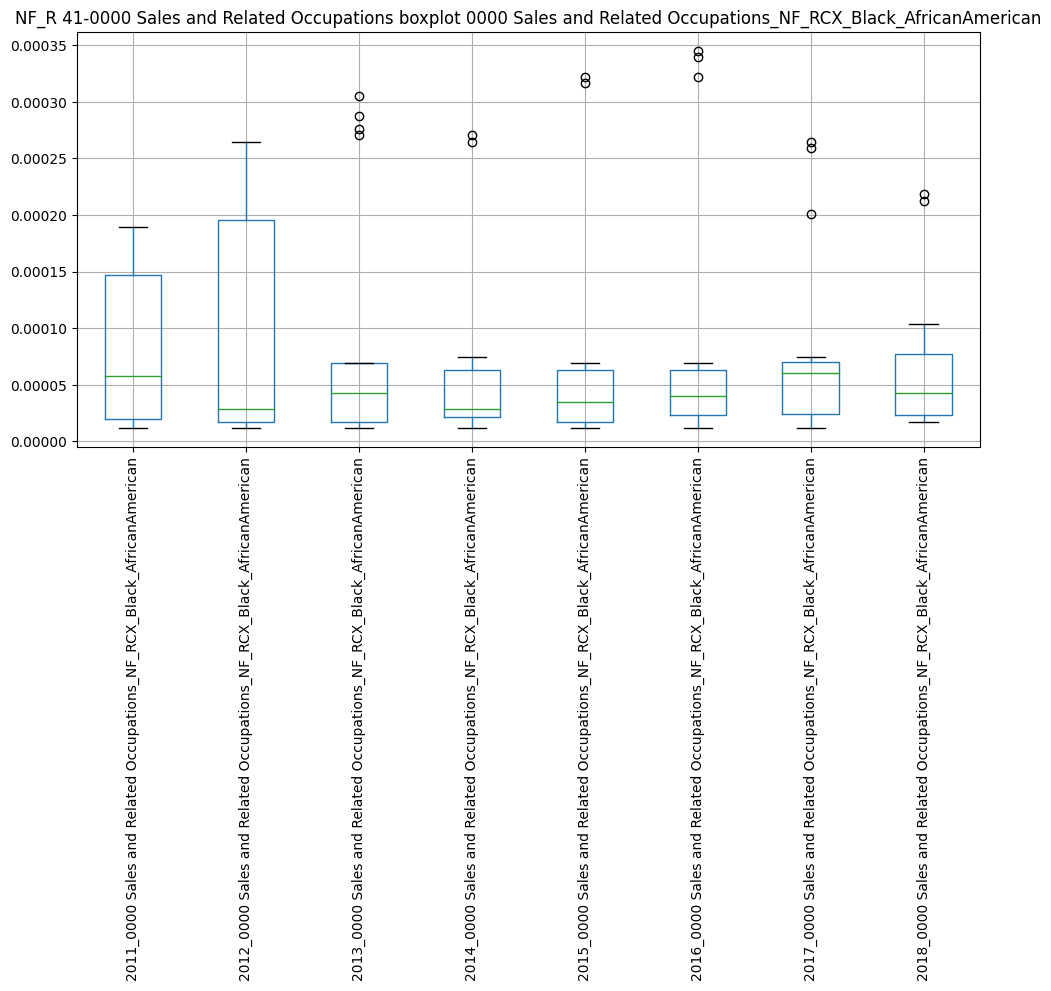 NF_R 41-0000 Sales and Related Occupations boxplot 0000 Sales and Related Occupations_NF_RCX_Black_AfricanAmerican
0.00035
0.00030
0.00025
0.00020
0.00015
0.00010
0.00005
0.00000
2011_0000 Sales and Related Occupations_NF_RCX_Black_AfricanAmerican
2012_0000 Sales and Related Occupations_NF_RCX_Black_AfricanAmerican
2013_0000 Sales and Related Occupations_NF_RCX_Black_AfricanAmerican
2014_0000 Sales and Related Occupations_NF_RCX_Black_AfricanAmerican
2015_0000 Sales and Related Occupations_NF_RCX_Black_AfricanAmerican
2016_0000 Sales and Related Occupations_NF_RCX_Black_AfricanAmerican
2017_0000 Sales and Related Occupations_NF_RCX_Black_AfricanAmerican
2018_0000 Sales and Related Occupations_NF_RCX_Black_AfricanAmerican